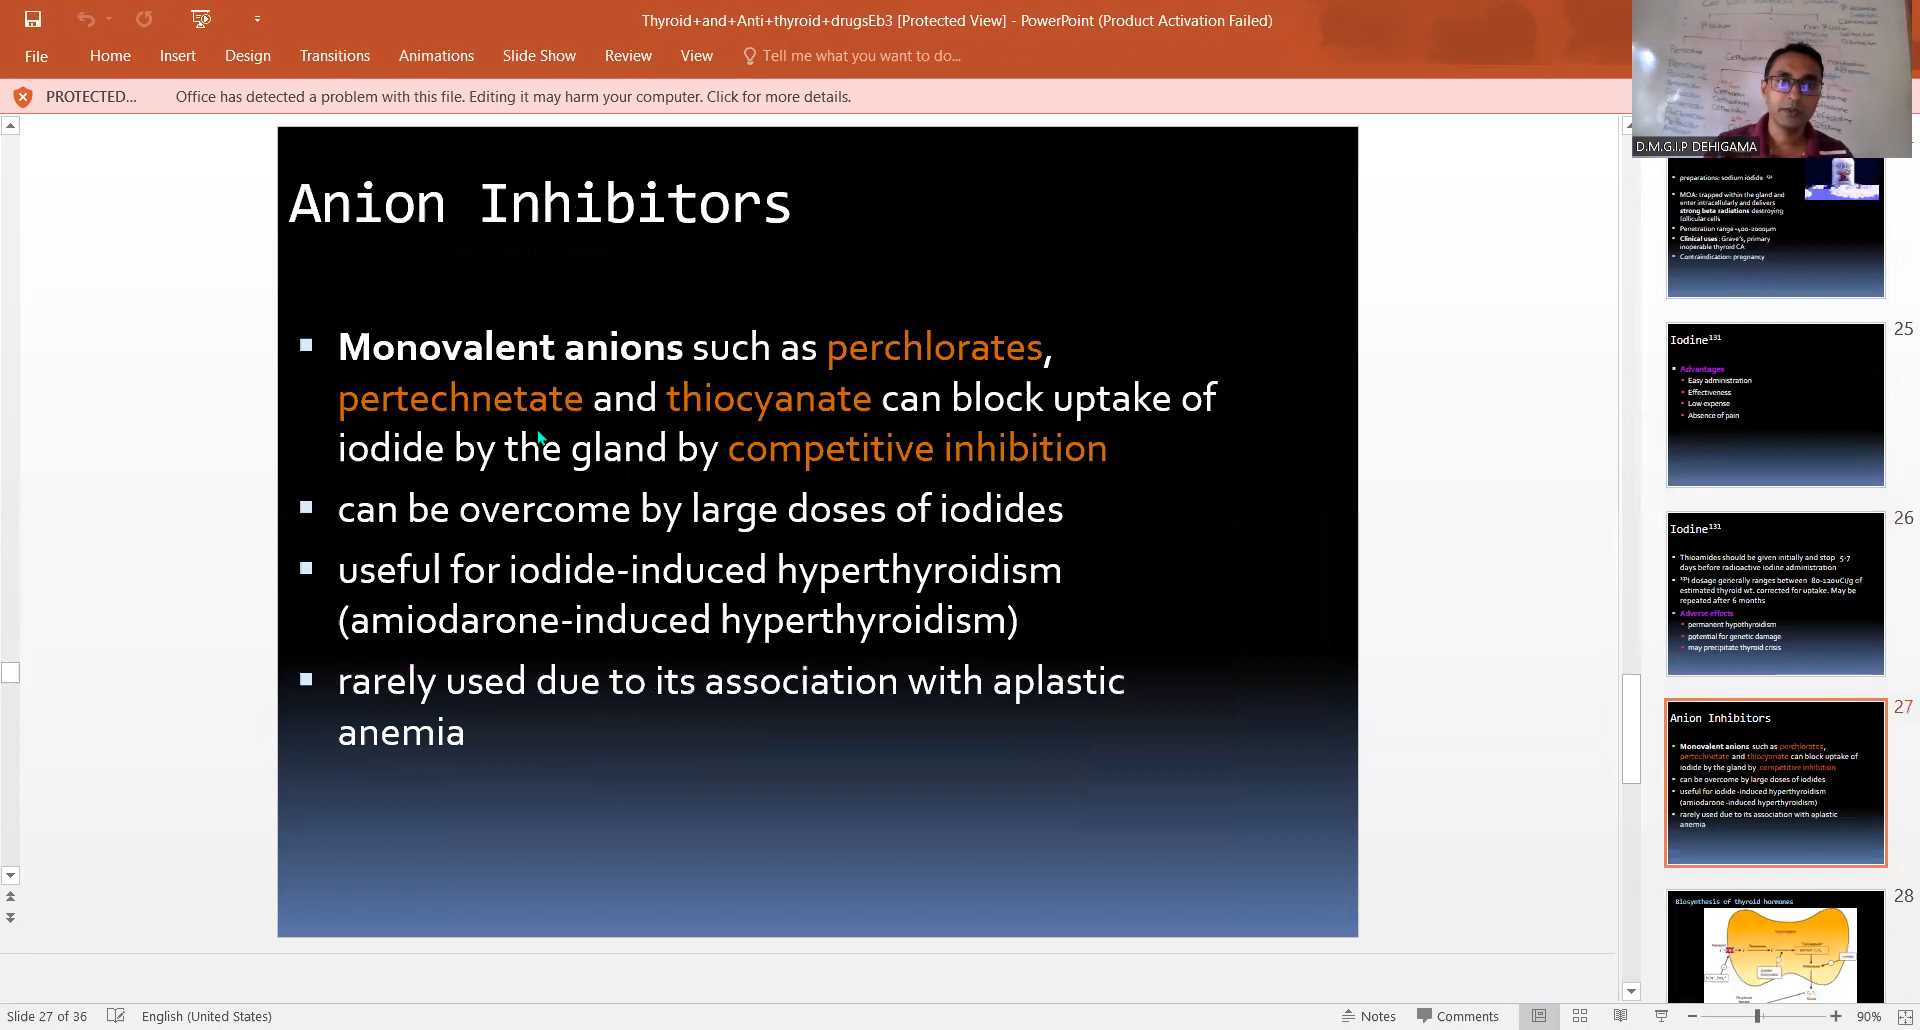 Thyroid+and+Anti+thyroid+drugsEb3 [Protected View] - PowerPoint (Product Activation Failed)
File Home Insert Design Transitions Animations Slide Show Review View Tell me what you want to do...
PROTECTED... Office has detected a problem with this file. Editing it may harm your computer. Click for more details.
D.M.G.I.P DEHIGAMA
Anion Inhibitors
Monovalent anions such as perchlorates,
pertechnetate and thiocyanate can block uptake of
iodide by the gland by competitive inhibition
can be overcome by large doses of iodides
useful for iodide-induced hyperthyroidism
(amiodarone-induced hyperthyroidism)
rarely used due to its association with aplastic
anemia
preparations: sodium iodide 131
MOA: trapped within the gland and
enter intracellularly and delivers
strong beta radiations destroying
follicular cells
Penetration range -400-2000µm
Clinical uses: Grave's, primary
inoperable thyroid CA
Contraindication: pregnancy
25
Iodine131
Advantages
Easy administration
Effectiveness
Low expense
Absence of pain
26
Iodine131
Thioamides should be given initially and stop 5-7
days before radioactive iodine administration
131I dosage generally ranges between 80-120uCi/g of
estimated thyroid wt. corrected for uptake. May be
repeated after 6 months
Adverse effects
permanent hypothyroidism
potential for genetic damage
may precipitate thyroid crisis
27
Anion Inhibitors
Monovalent anions such as perchlorates,
pertechnetate and thiocyanate can block uptake of
iodide by the gland by competitive inhibition
can be overcome by large doses of iodides
useful for iodide-induced hyperthyroidism
(amiodarone-induced hyperthyroidism)
rarely used due to its association with aplastic
anemia
28
Biosynthesis of thyroid hormones
Slide 27 of 36 English (United States) Notes Comments 90%